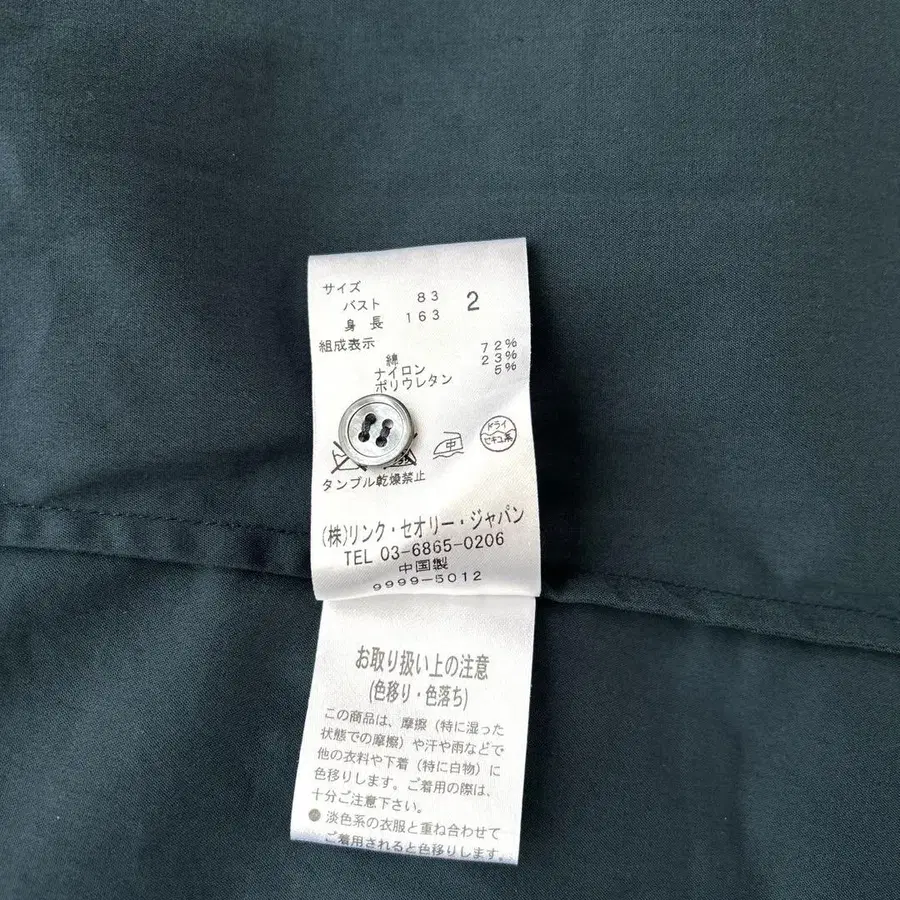 サイズ
バスト 83 2
身長 163
組成表示
綿 72%
ナイロン 23%
ポリウレタン 5%
中
ドライ
セキユ系
タンブル乾燥禁止
(株)リンク・セオリー・ジャパン
TEL 03-6865-0206
中国製
9999-5012
お取り扱い上の注意
(色移り・色落ち)
この商品は、摩擦（特に湿った
状態での摩擦）や汗や雨などで
他の衣料や下着（特に白物）に
色移りします。ご着用の際は、
十分ご注意下さい。
●淡色系の衣服と重ね合わせて
ご着用されると色移りします。